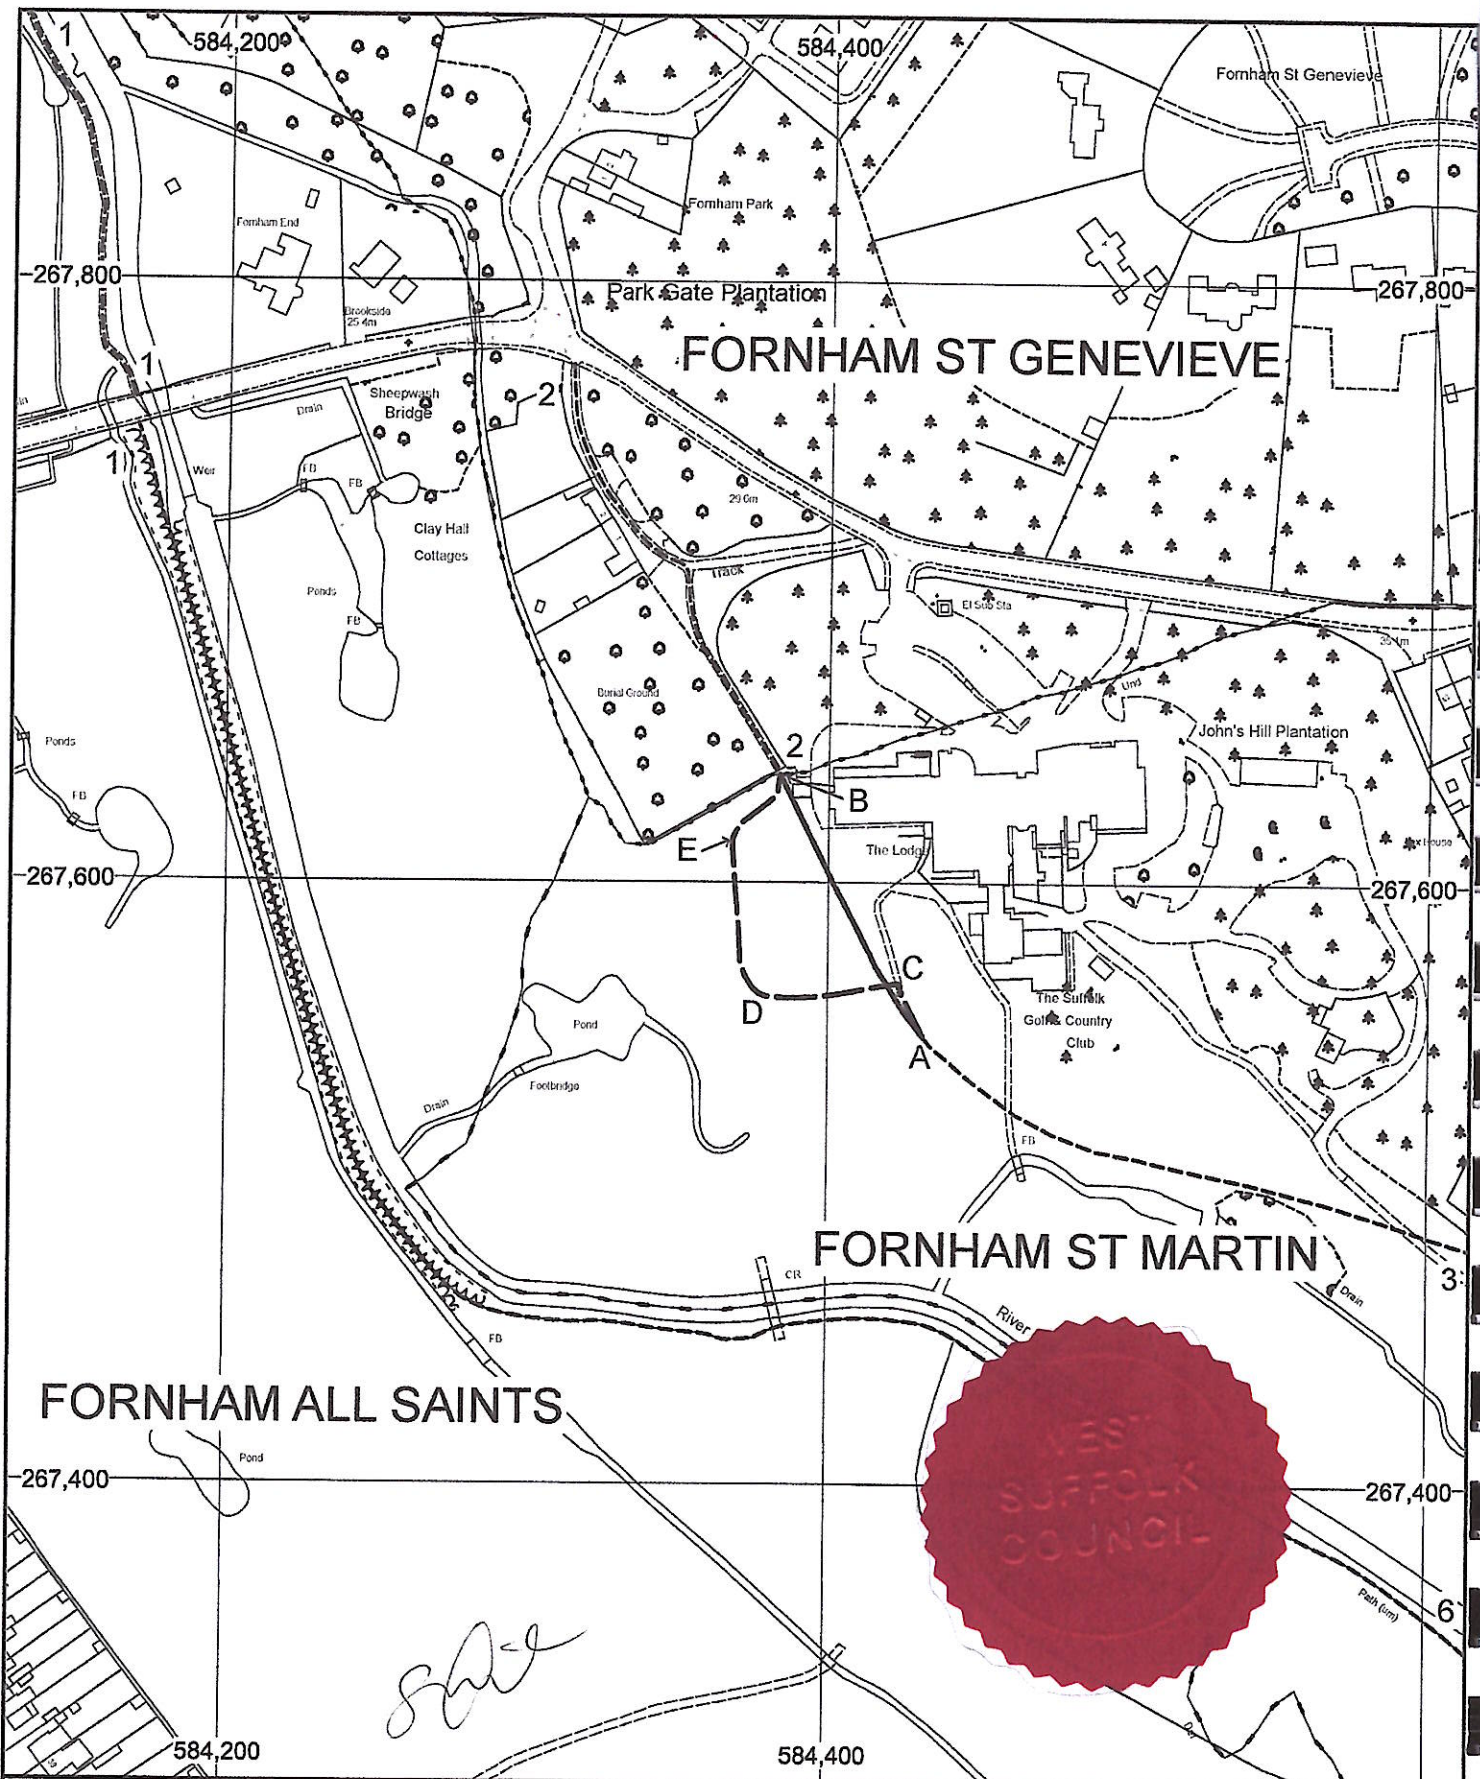 1
584,200
584,400
Fornham St Genevieve
Fornham Park
Fornham End
267,800
Park Gate Plantation
267,800
Brookside
25.4m
FORNHAM ST GENEVIEVE
1
Sheepwash
Bridge
2
Drain
1
Weir
FB
FB
29.0m
Clay Hall
Cottages
Track
Ponds
El Sub Sta
FB
35.1m
Und
Burial Ground
John's Hill Plantation
Ponds
2
FB
B
E
The Lodge
267,600
267,600
C
D
The Suffolk
Golf & Country
Club
Pond
A
Footbridge
Drain
FB
FORNHAM ST MARTIN
CR
3
Drain
River
FB
FORNHAM ALL SAINTS
WEST
SUFFOLK
COUNCIL
Pond
267,400
267,400
Path (um)
6
584,200
584,400